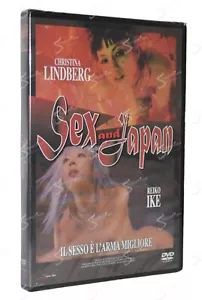 CHRISTINA
LINDBERG
Sex and Japan
REIKO
IKE
IL SESSO È L'ARMA MIGLIORE
DVD